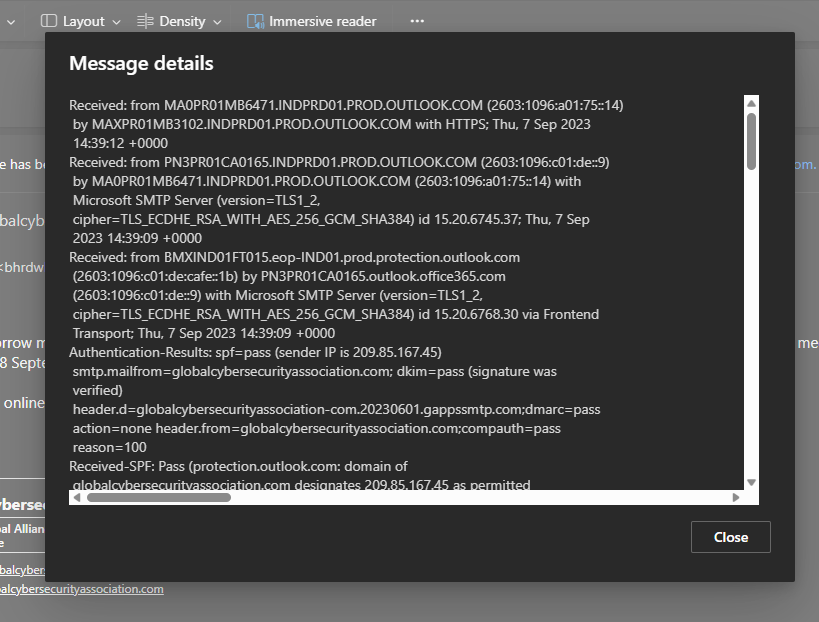 Layout Density Immersive reader ...
Message details
Received: from MA0PR01MB6471.INDPRD01.PROD.OUTLOOK.COM (2603:1096:a01:75::14)
by MAXPR01MB3102.INDPRD01.PROD.OUTLOOK.COM with HTTPS; Thu, 7 Sep 2023
14:39:12 +0000
Received: from PN3PR01CA0165.INDPRD01.PROD.OUTLOOK.COM (2603:1096:c01:de::9)
by MA0PR01MB6471.INDPRD01.PROD.OUTLOOK.COM (2603:1096:a01:75::14) with
Microsoft SMTP Server (version=TLS1_2,
cipher=TLS_ECDHE_RSA_WITH_AES_256_GCM_SHA384) id 15.20.6745.37; Thu, 7 Sep
2023 14:39:09 +0000
Received: from BMXIND01FT015.eop-IND01.prod.protection.outlook.com
(2603:1096:c01:de:cafe::1b) by PN3PR01CA0165.outlook.office365.com
(2603:1096:c01:de::9) with Microsoft SMTP Server (version=TLS1_2,
cipher=TLS_ECDHE_RSA_WITH_AES_256_GCM_SHA384) id 15.20.6768.30 via Frontend
Transport; Thu, 7 Sep 2023 14:39:09 +0000
Authentication-Results: spf=pass (sender IP is 209.85.167.45)
smtp.mailfrom=globalcybersecurityassociation.com; dkim=pass (signature was
verified)
header.d=globalcybersecurityassociation-com.20230601.gappssmtp.com;dmarc=pass
action=none header.from=globalcybersecurityassociation.com;compauth=pass
reason=100
Received-SPF: Pass (protection.outlook.com: domain of
globalcybersecurityassociation.com designates 209.85.167.45 as permitted
Close
e has be
om.
balcyb
<bhrdw
rrow m
me
8 Septe
online
ybersec
al Allian
e
balcyber
alcybersecurityassociation.com